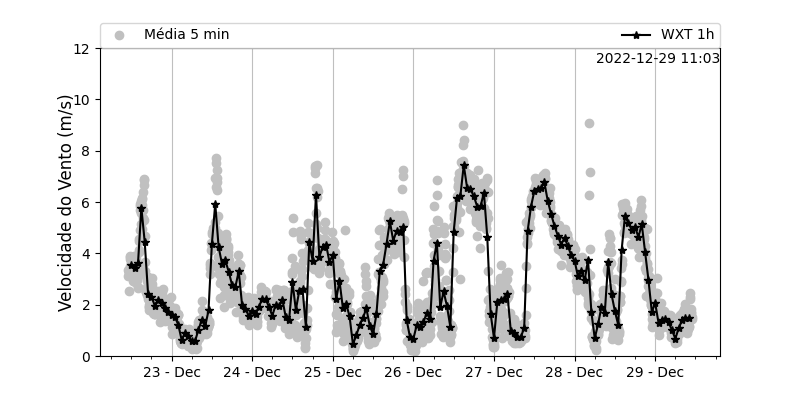 Média 5 min
WXT 1h
2022-12-29 11:03
Velocidade do Vento (m/s)
12
10
8
6
4
2
0
23 - Dec
24 - Dec
25 - Dec
26 - Dec
27 - Dec
28 - Dec
29 - Dec